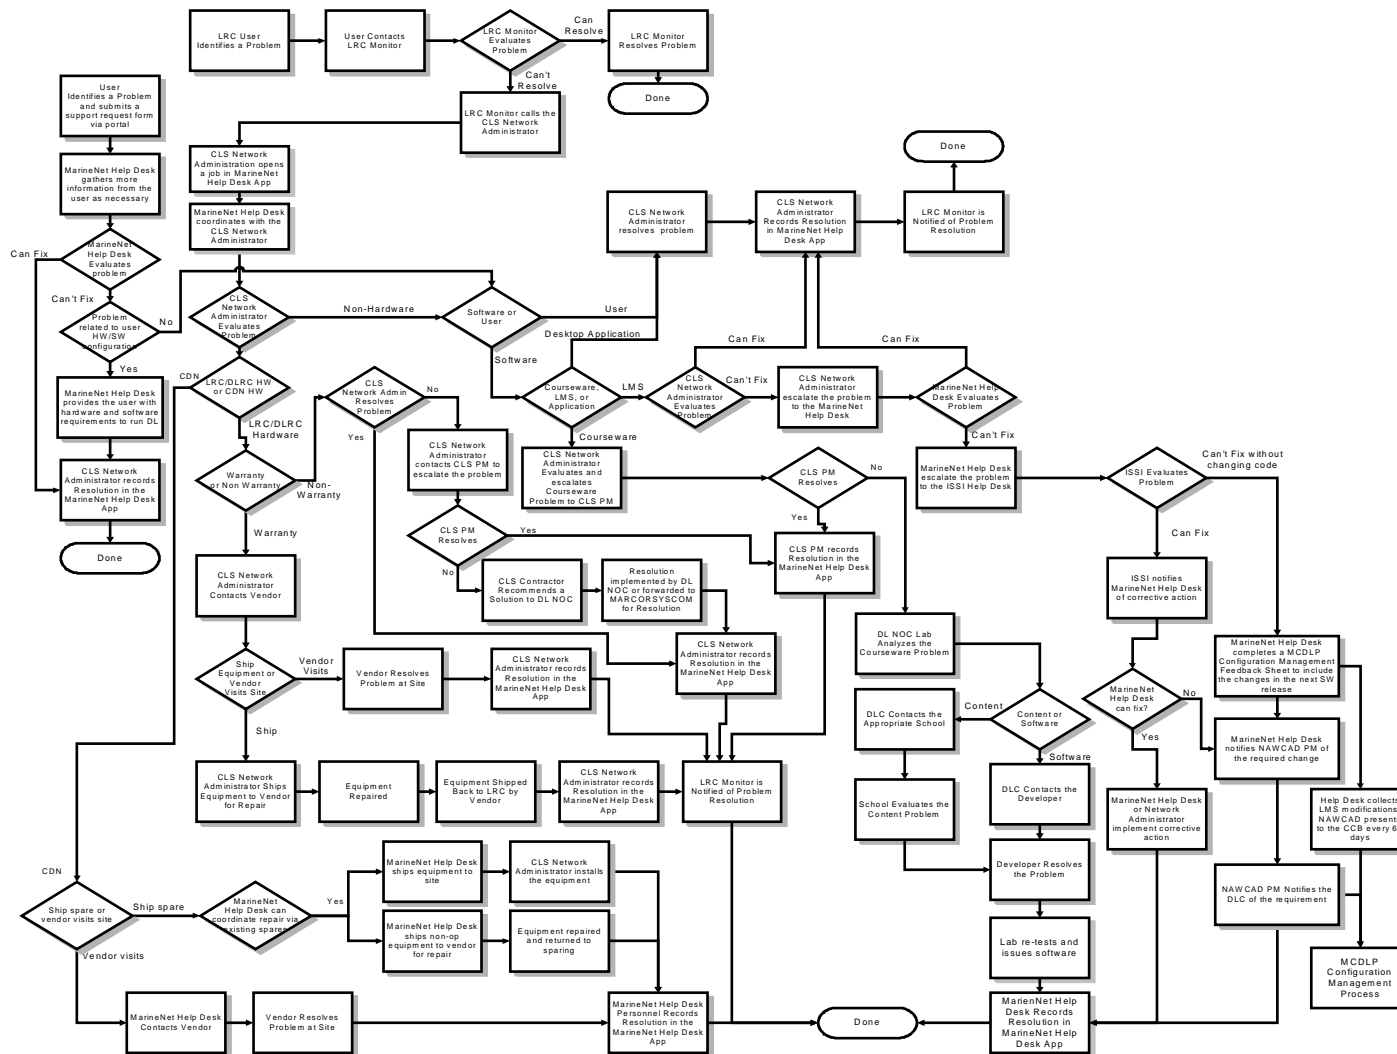 LRC User
Identifies a Problem
User Contacts
LRC Monitor
LRC Monitor
Evaluates
Problem
Can
Resolve
LRC Monitor
Resolves Problem
Done
Can't
Resolve
LRC Monitor calls the
CLS Network
Administrator
User
Identifies a Problem
and submits a
support request form
via portal
MarineNet Help Desk
gathers more
information from the
user as necessary
MarineNet
Help Desk
Evaluates
problem
Can Fix
Can't Fix
Problem
related to user
HW/SW
configuration
No
Yes
MarineNet Help Desk
provides the user with
hardware and software
requirements to run DL
CLS Network
Administrator records
Resolution in the
MarineNet Help Desk
App
Done
CLS Network
Administration opens
a job in MarineNet
Help Desk App
MarineNet Help Desk
coordinates with the
CLS Network
Administrator
CLS
Network
Administrator
Evaluates
Problem
Non-Hardware
Software or
User
User
Software
Desktop Application
CLS Network
Administrator
resolves problem
CLS Network
Administrator
Records Resolution
in MarineNet Help
Desk App
LRC Monitor is
Notified of Problem
Resolution
Done
CDN
LRC/DLRC HW
or CDN HW
LRC/DLRC
Hardware
CLS
Network Admin
Resolves
Problem
No
Yes
Courseware,
LMS, or
Application
LMS
Courseware
CLS
Network
Administrator
Evaluates
Problem
Can Fix
Can't Fix
CLS Network
Administrator
escalate the problem
to the MarineNet
Help Desk
MarineNet Help
Desk Evaluates
Problem
Can Fix
Can't Fix
Warranty
or Non Warranty
Non-
Warranty
Warranty
CLS Network
Administrator
contacts CLS PM to
escalate the problem
CLS Network
Administrator
Evaluates and
escalates
Courseware
Problem to CLS PM
CLS PM
Resolves
No
Yes
MarineNet Help Desk
escalate the problem
to the ISSI Help Desk
ISSI Evaluates
Problem
Can't Fix without
changing code
Can Fix
CLS PM
Resolves
Yes
No
CLS PM records
Resolution in the
MarineNet Help Desk
App
CLS Network
Administrator
Contacts Vendor
CLS Contractor
Recommends a
Solution to DL NOC
Resolution
implemented by DL
NOC or forwarded to
MARCORSYSCOM
for Resolution
ISSI notifies
MarineNet Help Desk
of corrective action
DL NOC Lab
Analyzes the
Courseware Problem
Ship
Equipment or
Vendor
Visits Site
Vendor
Visits
Ship
Vendor Resolves
Problem at Site
CLS Network
Administrator records
Resolution in the
MarineNet Help Desk
App
CLS Network
Administrator records
Resolution in the
MarineNet Help Desk
App
MarineNet
Help Desk
can fix?
No
Yes
MarineNet Help Desk
completes a MCDLP
Configuration Management
Feedback Sheet to include
the changes in the next SW
release
DLC Contacts the
Appropriate School
Content
Content or
Software
Software
MarineNet Help Desk
notifies NAWCAD PM of
the required change
CLS Network
Administrator Ships
Equipment to Vendor
for Repair
Equipment
Repaired
Equipment Shipped
Back to LRC by
Vendor
CLS Network
Administrator records
Resolution in the
MarineNet Help Desk
App
LRC Monitor is
Notified of Problem
Resolution
School Evaluates the
Content Problem
DLC Contacts the
Developer
MarineNet Help Desk
or Network
Administrator
implement corrective
action
Help Desk collects
LMS modifications
NAWCAD presents
to the CCB every 6
days
CDN
Ship spare or
vendor visits site
Ship spare
Vendor visits
MarineNet
Help Desk can
coordinate repair via
existing spares
Yes
MarineNet Help Desk
ships equipment to
site
CLS Network
Administrator installs
the equipment
MarineNet Help Desk
ships non-op
equipment to vendor
for repair
Equipment repaired
and returned to
sparing
Developer Resolves
the Problem
NAWCAD PM Notifies the
DLC of the requirement
Lab re-tests and
issues software
MCDLP
Configuration
Management
Process
MarineNet Help Desk
Contacts Vendor
Vendor Resolves
Problem at Site
MarineNet Help Desk
Personnel Records
Resolution in the
MarineNet Help Desk
App
Done
MarienNet Help
Desk Records
Resolution in
MarineNet Help
Desk App